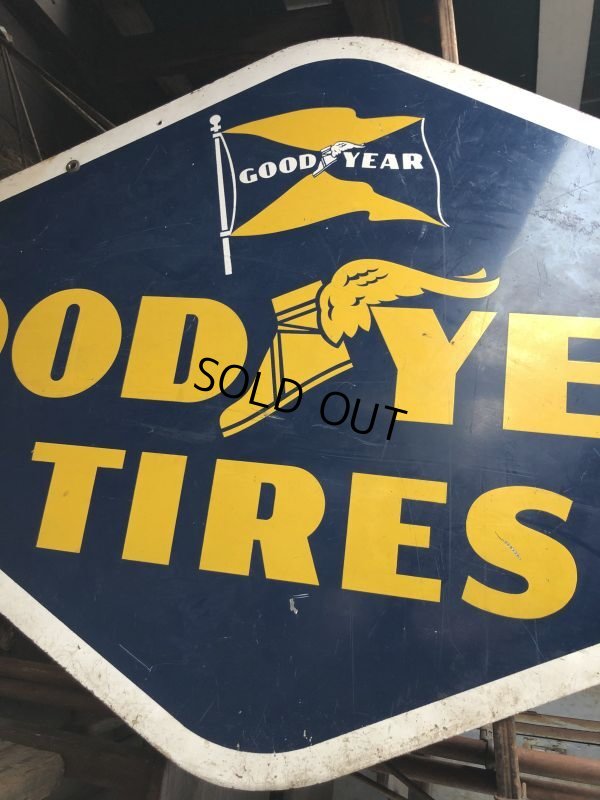 GOOD YEAR
OOD YE
SOLD OUT
TIRES